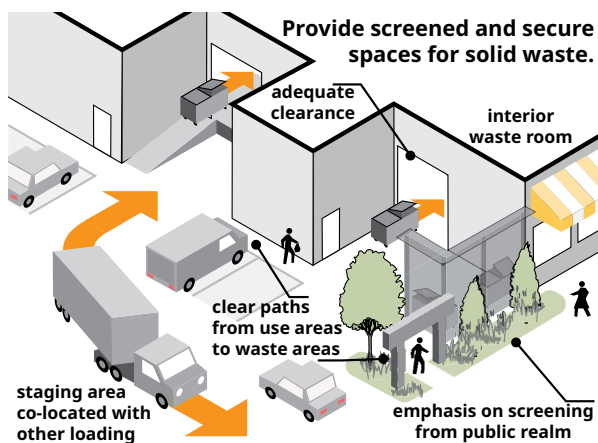 Provide screened and secure
spaces for solid waste.
adequate
clearance
interior
waste room
clear paths
from use areas
to waste areas
staging area
co-located with
other loading
emphasis on screening
from public realm